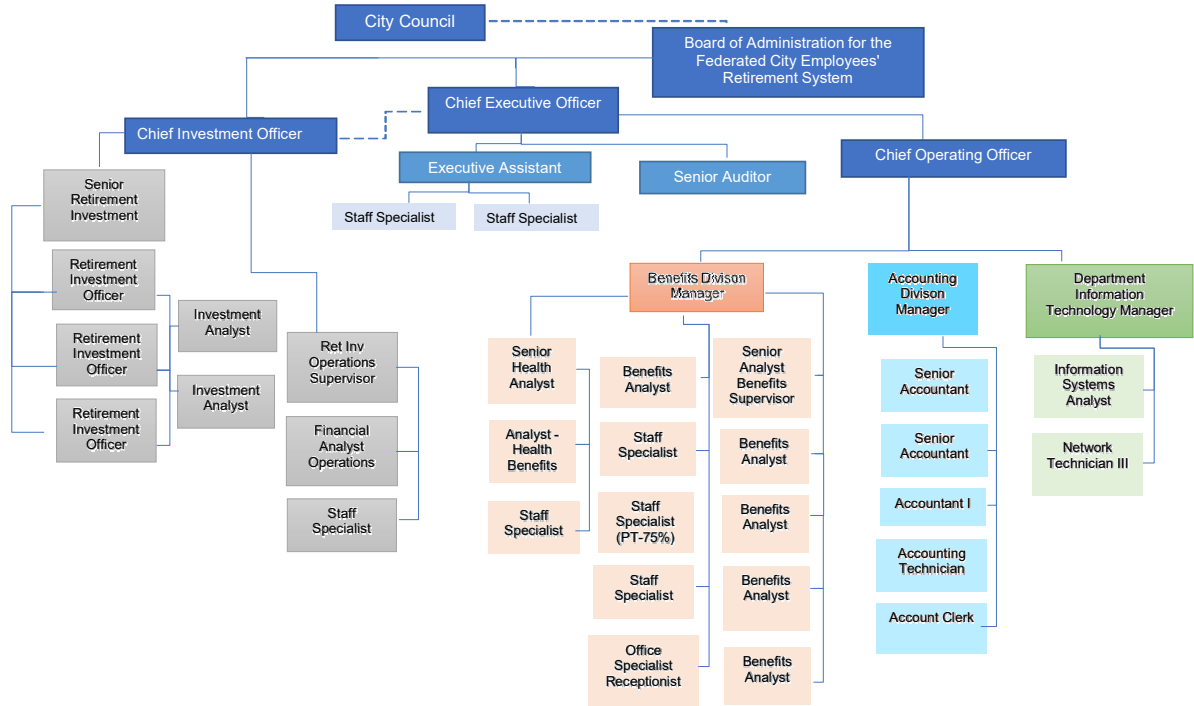 City Council
Board of Administration for the
Federated City Employees'
Retirement System
Chief Executive Officer
Chief Investment Officer
Chief Operating Officer
Executive Assistant
Senior Auditor
Staff Specialist
Staff Specialist
Senior
Retirement
Investment
Retirement
Investment
Officer
Retirement
Investment
Officer
Retirement
Investment
Officer
Investment
Analyst
Investment
Analyst
Ret Inv
Operations
Supervisor
Financial
Analyst
Operations
Staff
Specialist
Benefits Divison
Manager
Senior
Health
Analyst
Analyst -
Health
Benefits
Staff
Specialist
Benefits
Analyst
Staff
Specialist
Staff
Specialist
(PT-75%)
Staff
Specialist
Office
Specialist
Receptionist
Senior
Analyst
Benefits
Supervisor
Benefits
Analyst
Benefits
Analyst
Benefits
Analyst
Benefits
Analyst
Accounting
Divison
Manager
Senior
Accountant
Senior
Accountant
Accountant I
Accounting
Technician
Account Clerk
Department
Information
Technology Manager
Information
Systems
Analyst
Network
Technician III